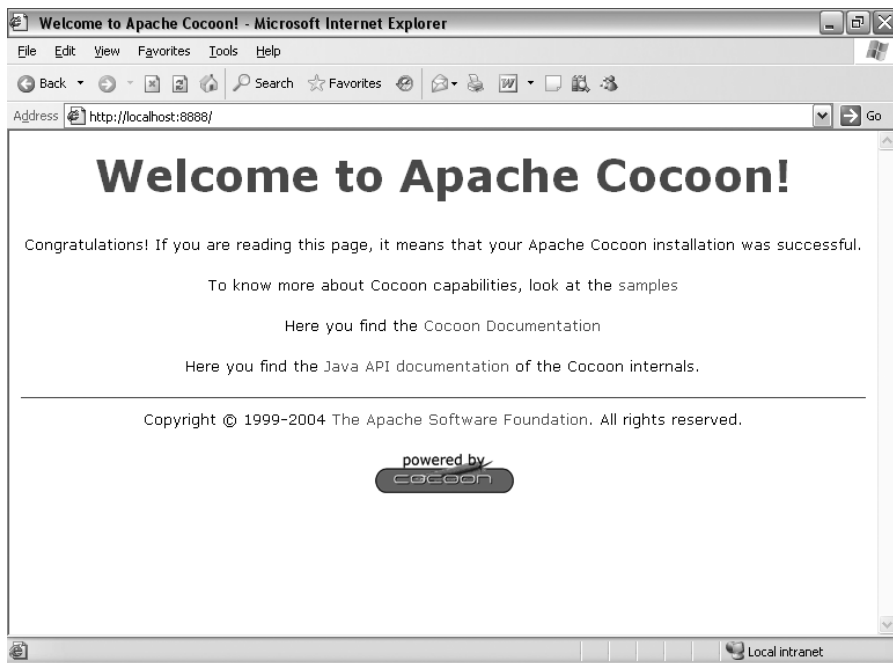 Welcome to Apache Cocoon! - Microsoft Internet Explorer
File Edit View Favorites Tools Help
Back Search Favorites
Address http://localhost:8888/ Go
Welcome to Apache Cocoon!
Congratulations! If you are reading this page, it means that your Apache Cocoon installation was successful.
To know more about Cocoon capabilities, look at the samples
Here you find the Cocoon Documentation
Here you find the Java API documentation of the Cocoon internals.
Copyright © 1999-2004 The Apache Software Foundation. All rights reserved.
powered by
cocoon
Local intranet